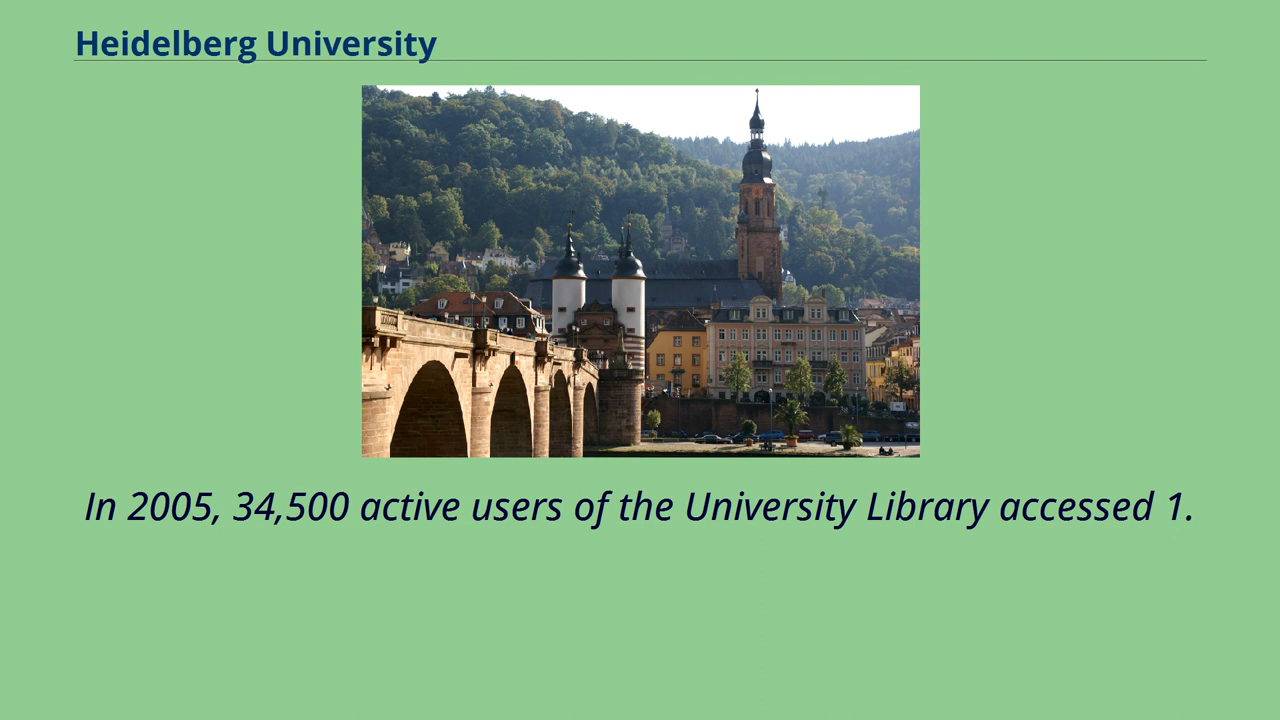 Heidelberg University
In 2005, 34,500 active users of the University Library accessed 1.